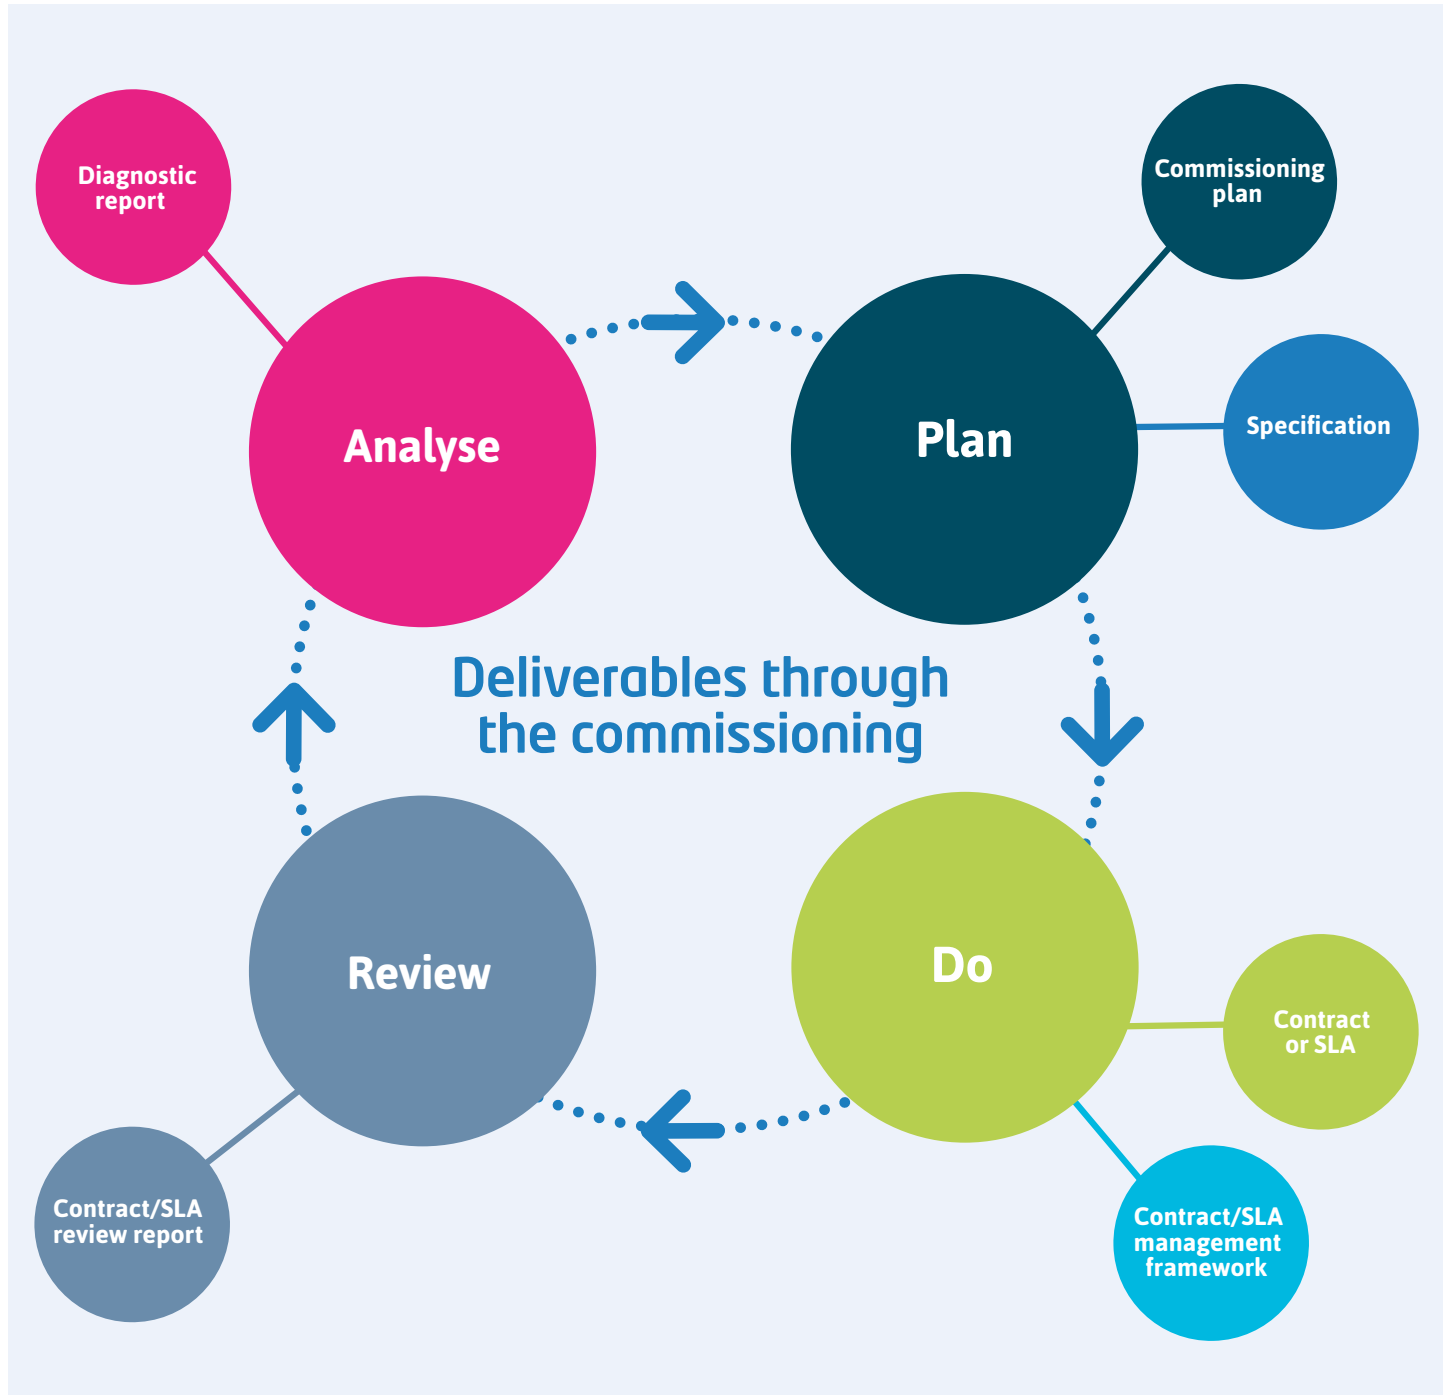 Diagnostic
report
Commissioning
plan
Analyse
Plan
Specification
Deliverables through
the commissioning
Review
Do
Contract
or SLA
Contract/SLA
review report
Contract/SLA
management
framework